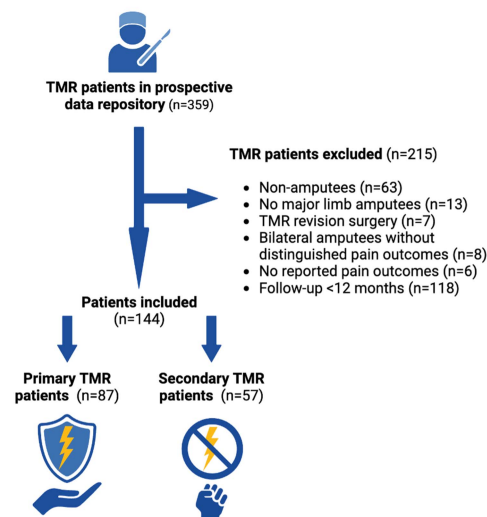 TMR patients in prospective
data repository (n=359)
TMR patients excluded (n=215)
• Non-amputees (n=63)
• No major limb amputees (n=13)
• TMR revision surgery (n=7)
• Bilateral amputees without
distinguished pain outcomes (n=8)
• No reported pain outcomes (n=6)
• Follow-up <12 months (n=118)
Patients included
(n=144)
Primary TMR
patients (n=87)
Secondary TMR
patients (n=57)